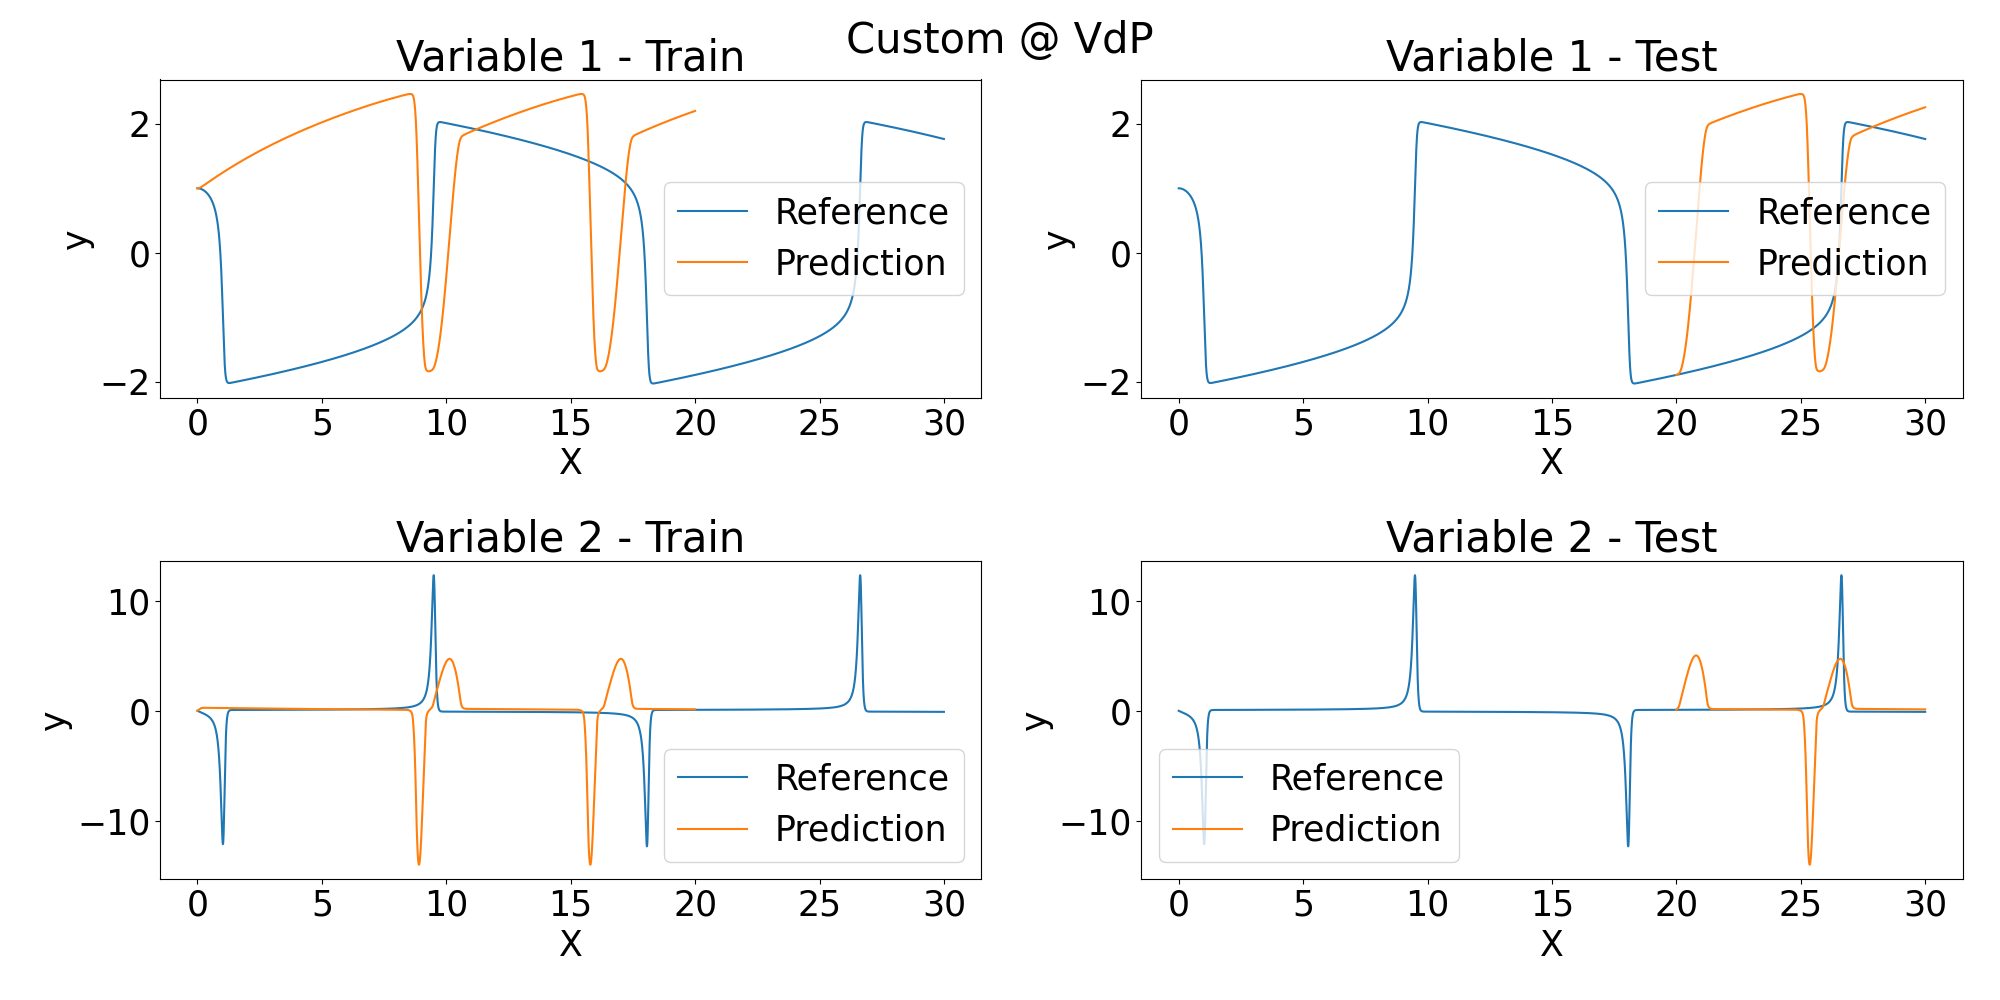 Custom @ VdP
Variable 1 - Train
2
0
−2
y
0 5 10 15 20 25 30
X
Reference
Prediction
Variable 1 - Test
2
0
−2
y
0 5 10 15 20 25 30
X
Reference
Prediction
Variable 2 - Train
10
0
−10
y
0 5 10 15 20 25 30
X
Reference
Prediction
Variable 2 - Test
10
0
−10
y
0 5 10 15 20 25 30
X
Reference
Prediction